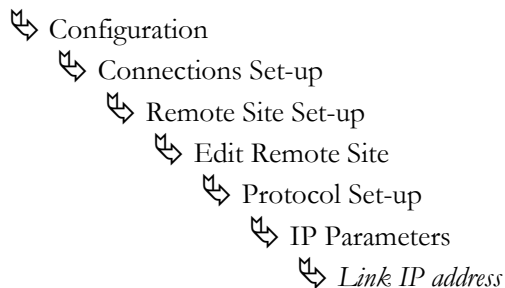 Configuration
Connections Set-up
Remote Site Set-up
Edit Remote Site
Protocol Set-up
IP Parameters
Link IP address